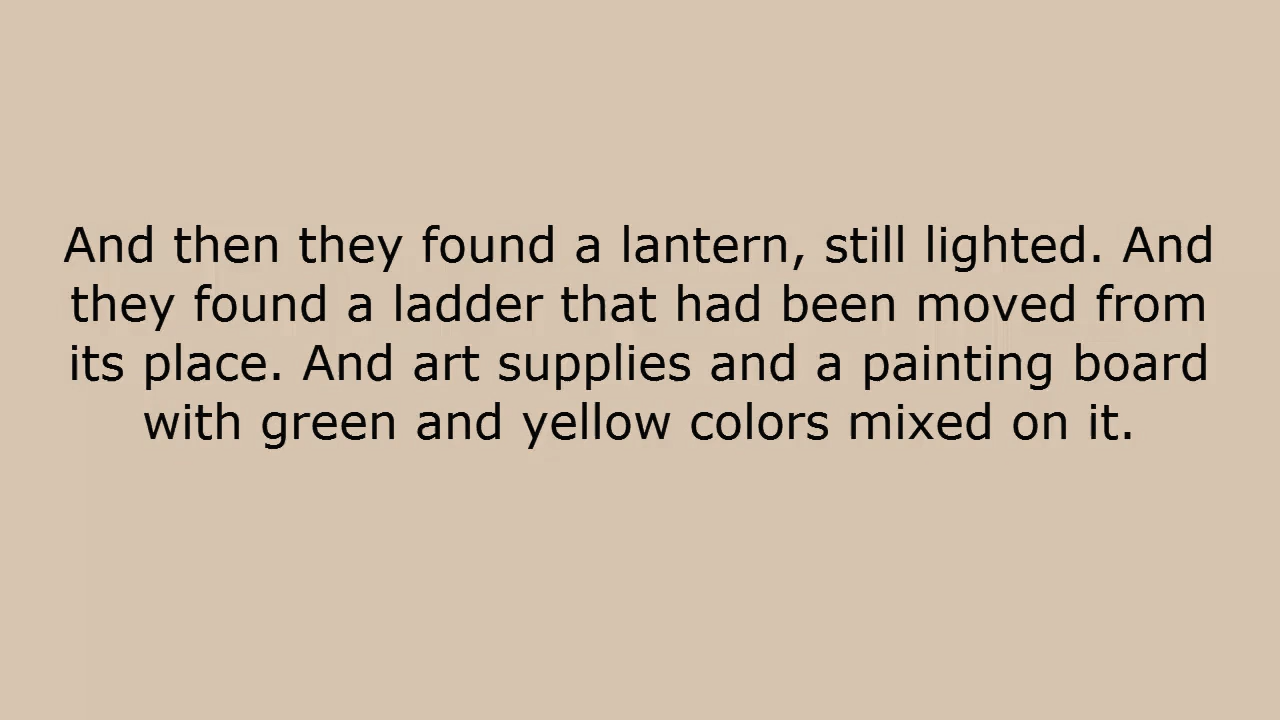 And then they found a lantern, still lighted. And
they found a ladder that had been moved from
its place. And art supplies and a painting board
with green and yellow colors mixed on it.